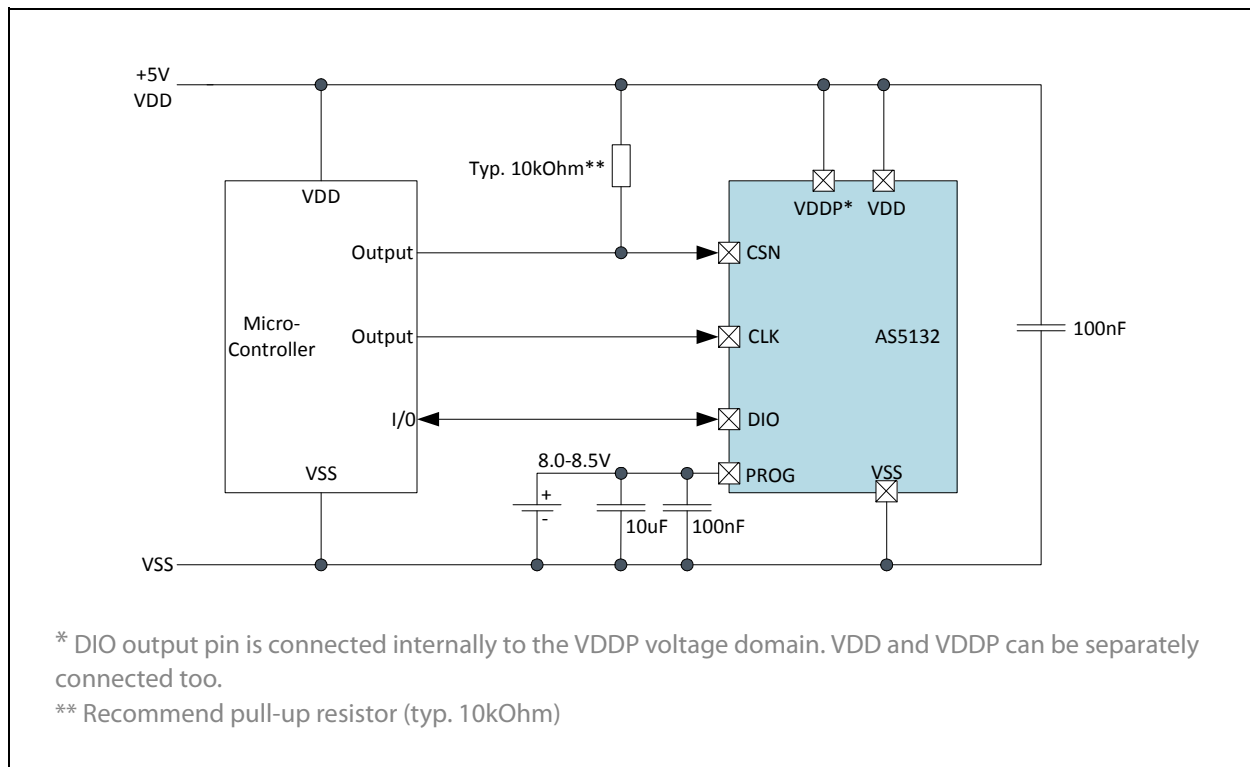 +5V
VDD
Typ. 10kOhm**
VDD
VDDP* VDD
Output
CSN
Micro-
Controller
Output
CLK
AS5132
100nF
I/0
DIO
8.0-8.5V
VSS
PROG
VSS
+
-
10uF
100nF
VSS
* DIO output pin is connected internally to the VDDP voltage domain. VDD and VDDP can be separately
connected too.
** Recommend pull-up resistor (typ. 10kOhm)